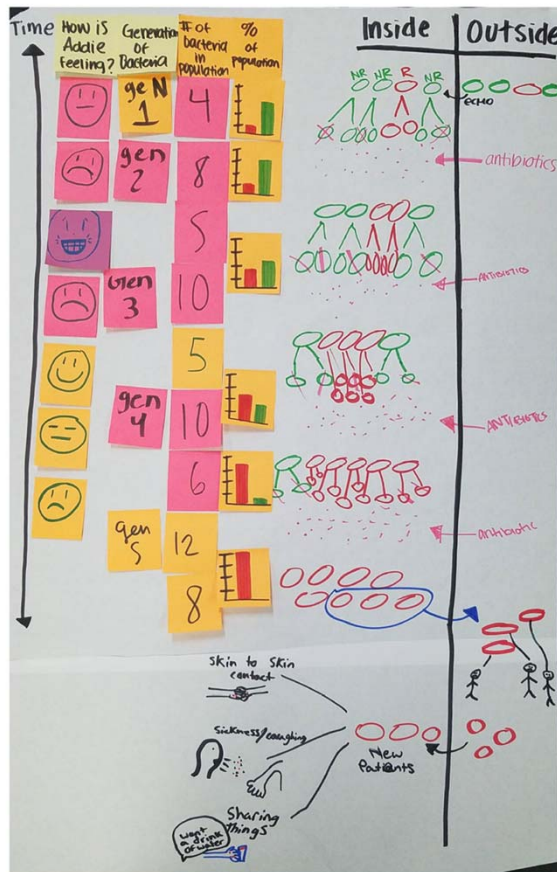 Time
How is
Addie
feeling?
Generation
of
Bacteria
# of
bacteria
in
population
%
of
population
Inside
Outside
NR NR R NR
geN
1
4
ECHO
antibiotics
gen
2
8
5
ANTIBIOTICS
Gen
3
10
5
gen
4
10
ANTIBIOTICS
6
antibiotic
gen
5
12
8
Skin to Skin
contact
Sickness/coughing
New
Patients
Sharing
Things
want
a drink
of water